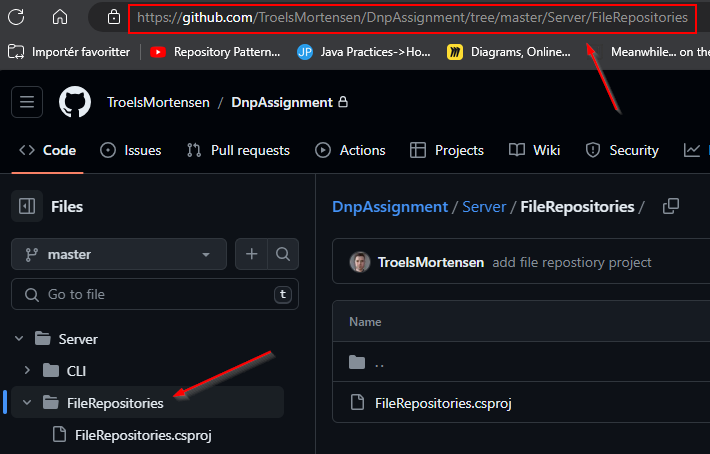 https://github.com/TroelsMortensen/DnpAssignment/tree/master/Server/FileRepositories
Importér favoritter
Repository Pattern...
JP Java Practices->Ho...
Diagrams, Online...
Meanwhile... on the
TroelsMortensen / DnpAssignment
Code
Issues
Pull requests
Actions
Projects
Wiki
Security
Files
master
Go to file
t
Server
CLI
FileRepositories
FileRepositories.csproj
DnpAssignment / Server / FileRepositories /
TroelsMortensen add file repostiory project
Name
..
FileRepositories.csproj